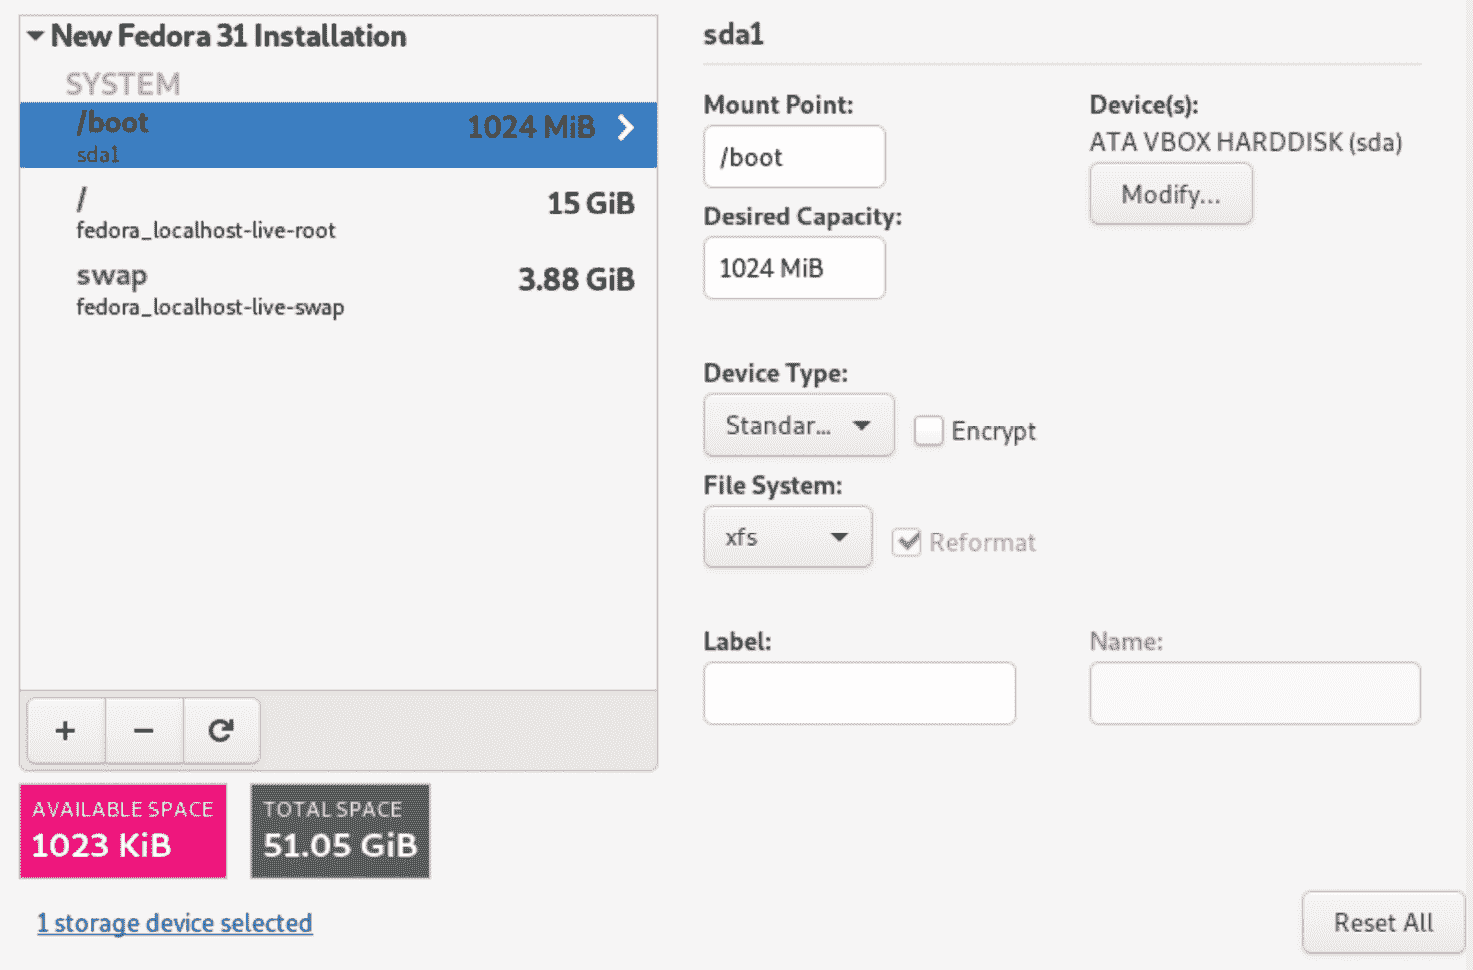 New Fedora 31 Installation
SYSTEM
/boot
1024 MiB
sda1
/
15 GiB
fedora_localhost-live-root
swap
3.88 GiB
fedora_localhost-live-swap
+ −
AVAILABLE SPACE
1023 KiB
TOTAL SPACE
51.05 GiB
1 storage device selected
sda1
Mount Point:
/boot
Desired Capacity:
1024 MiB
Device(s):
ATA VBOX HARDDISK (sda)
Modify...
Device Type:
Standar...
Encrypt
File System:
xfs
Reformat
Label:
Name:
Reset All